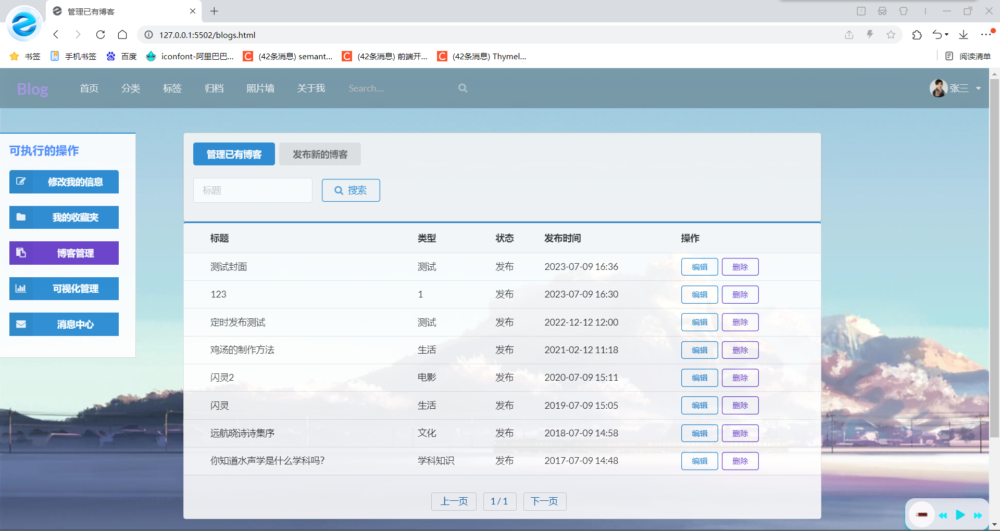 管理已有博客
127.0.0.1:5502/blogs.html
书签 手机书签 百度 iconfont-阿里巴巴... (42条消息) semant... (42条消息) 前端开... (42条消息) Thymel... 阅读清单
Blog 首页 分类 标签 归档 照片墙 关于我 Search.... 张三
可执行的操作
修改我的信息
我的收藏夹
博客管理
可视化管理
消息中心
管理已有博客 发布新的博客
标题 搜索
标题 类型 状态 发布时间 操作
测试封面 测试 发布 2023-07-09 16:36 编辑 删除
123 1 发布 2023-07-09 16:30 编辑 删除
定时发布测试 测试 发布 2022-12-12 12:00 编辑 删除
鸡汤的制作方法 生活 发布 2021-02-12 11:18 编辑 删除
闪灵2 电影 发布 2020-07-09 15:11 编辑 删除
闪灵 生活 发布 2019-07-09 15:05 编辑 删除
远航晓诗诗集序 文化 发布 2018-07-09 14:58 编辑 删除
你知道水声学是什么学科吗? 学科知识 发布 2017-07-09 14:48 编辑 删除
上一页 1 / 1 下一页